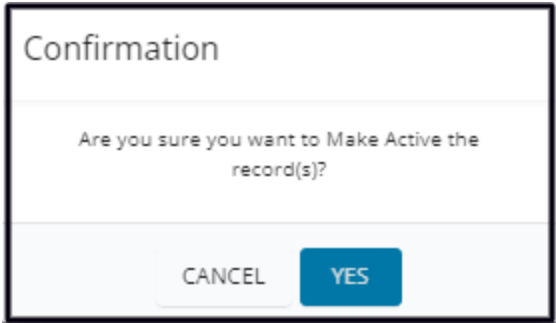 Confirmation
Are you sure you want to Make Active the
record(s)?
CANCEL
YES